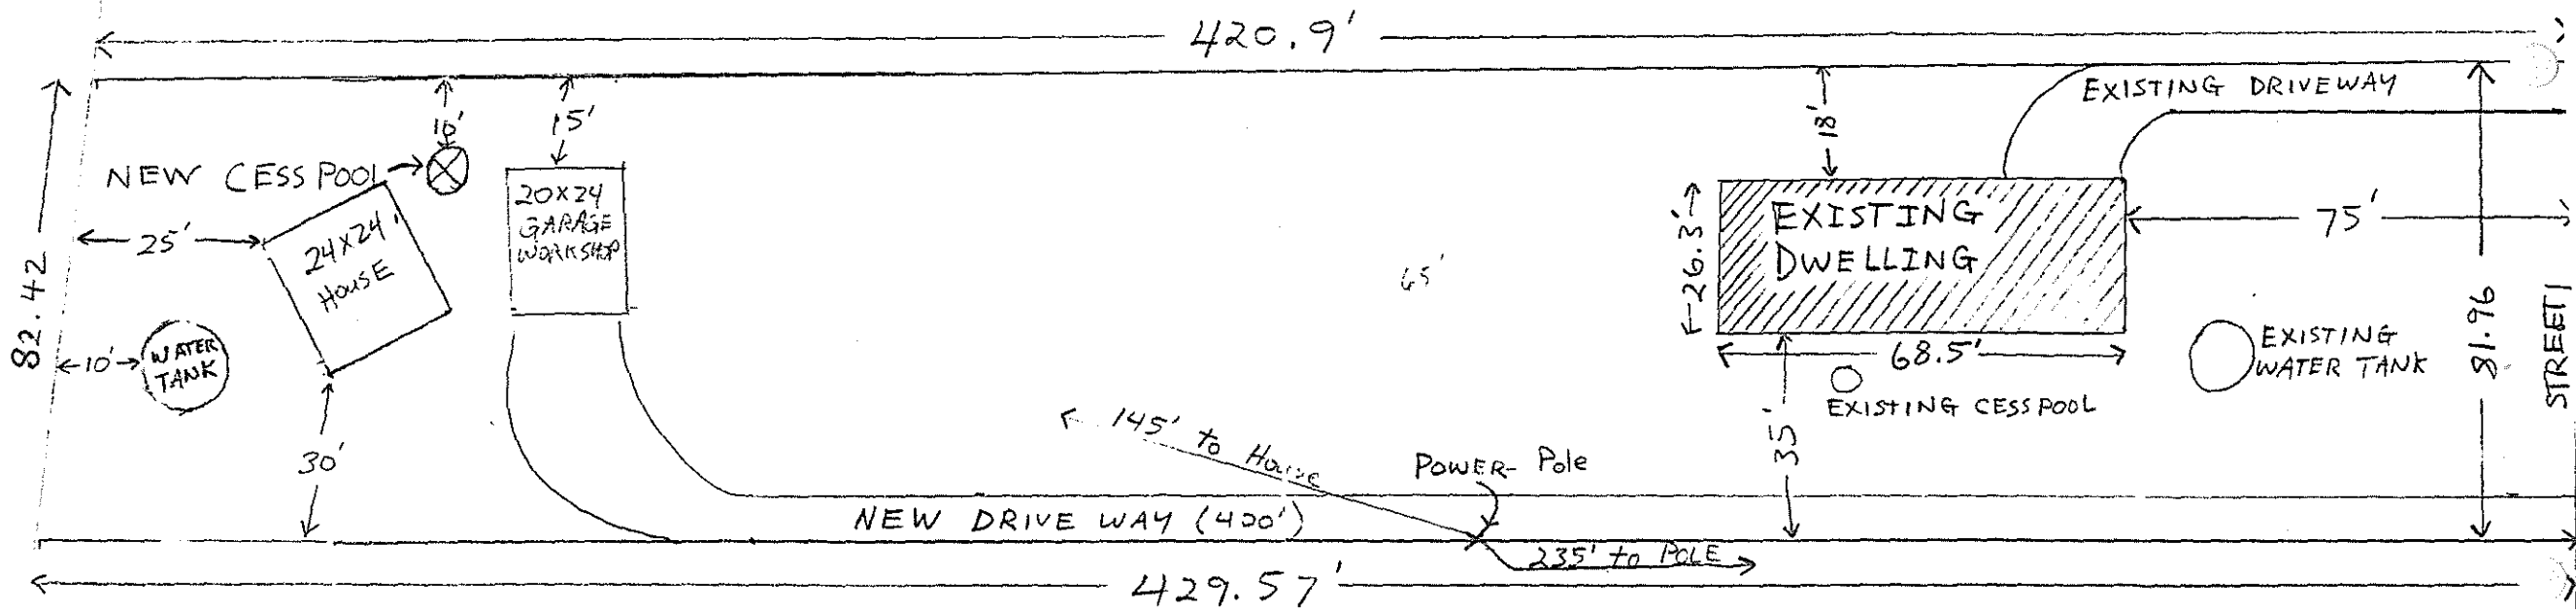 420.9'
EXISTING DRIVEWAY
10'
15'
18'
NEW CESSPOOL
20X24
GARAGE
WORKSHOP
24X24'
HOUSE
25'
82.42
10'
WATER
TANK
30'
65'
26.3'
EXISTING
DWELLING
75'
68.5'
EXISTING CESSPOOL
EXISTING
WATER TANK
81.96
STREET
35'
145' to House
POWER- Pole
NEW DRIVE WAY (400')
235' to POLE
429.57'